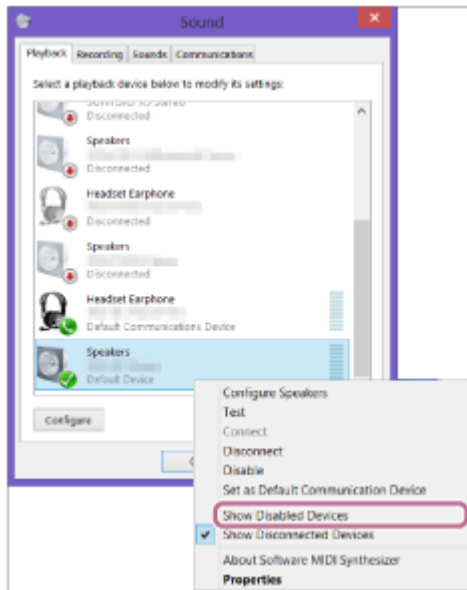 Sound
Playback Recording Sounds Communications
Select a playback device below to modify its settings:
Disconnected
Speakers
Disconnected
Headset Earphone
Disconnected
Speakers
Disconnected
Headset Earphone
Default Communications Device
Speakers
Default Device
Configure
Configure Speakers
Test
Connect
Disconnect
Disable
Set as Default Communication Device
Show Disabled Devices
Show Disconnected Devices
About Software MIDI Synthesizer
Properties